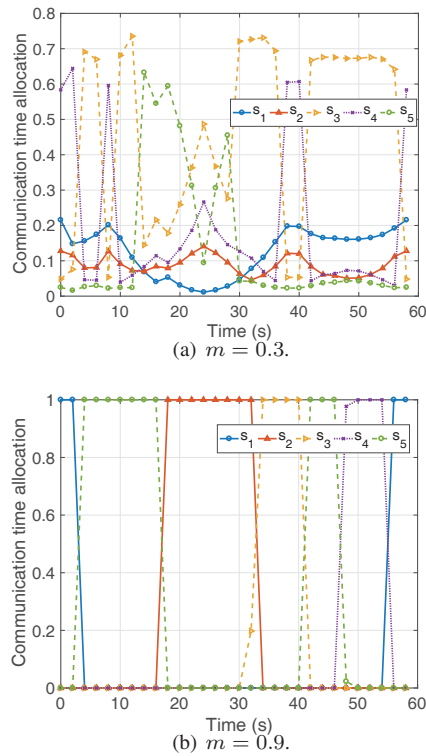 0.8
0.7
0.6
0.5
0.4
0.3
0.2
0.1
0
Communication time allocation
s1 s2 s3 s4 s5
0 10 20 30 40 50 60
Time (s)
(a) m = 0.3.
1
0.8
0.6
0.4
0.2
0
Communication time allocation
s1 s2 s3 s4 s5
0 10 20 30 40 50 60
Time (s)
(b) m = 0.9.